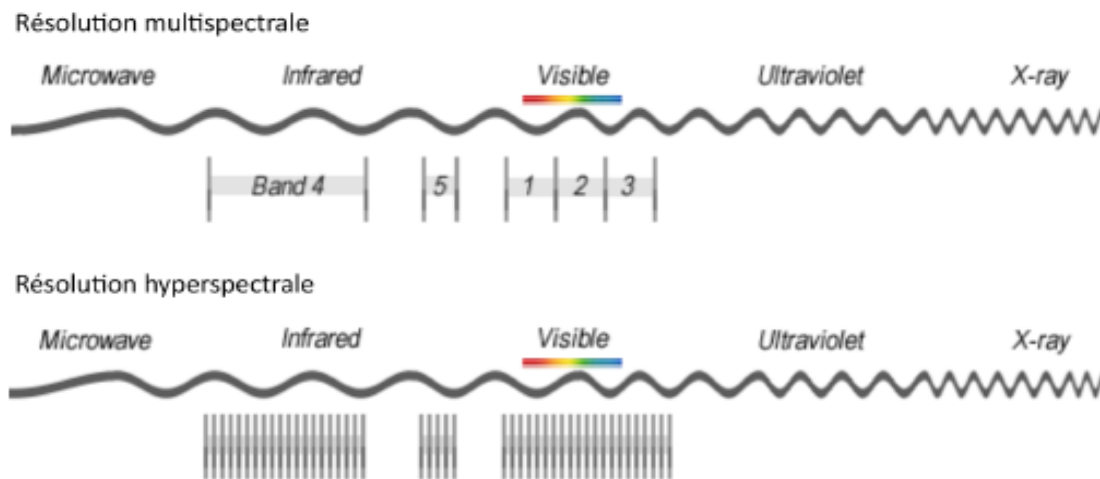 Résolution multispectrale
Microwave Infrared Visible Ultraviolet X-ray
Band 4 5 1 2 3
Résolution hyperspectrale
Microwave Infrared Visible Ultraviolet X-ray